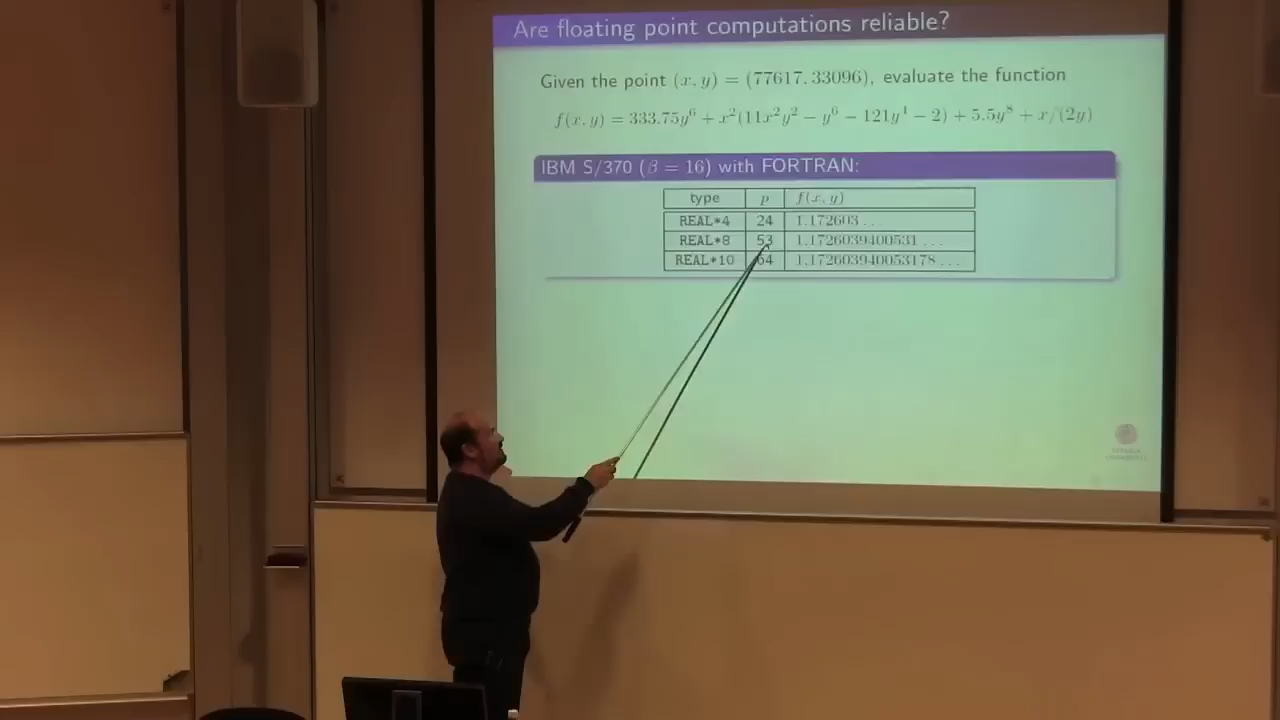 Are floating point computations reliable?
Given the point (x, y) = (77617, 33096), evaluate the function
f(x, y) = 333.75y⁶ + x²(11x²y² − y⁶ − 121y⁴ − 2) + 5.5y⁸ + x/(2y)
IBM S/370 (β = 16) with FORTRAN:
type p f(x, y)
REAL*4 24 1.172603...
REAL*8 53 1.1726039400531...
REAL*10 64 1.172603940053178...